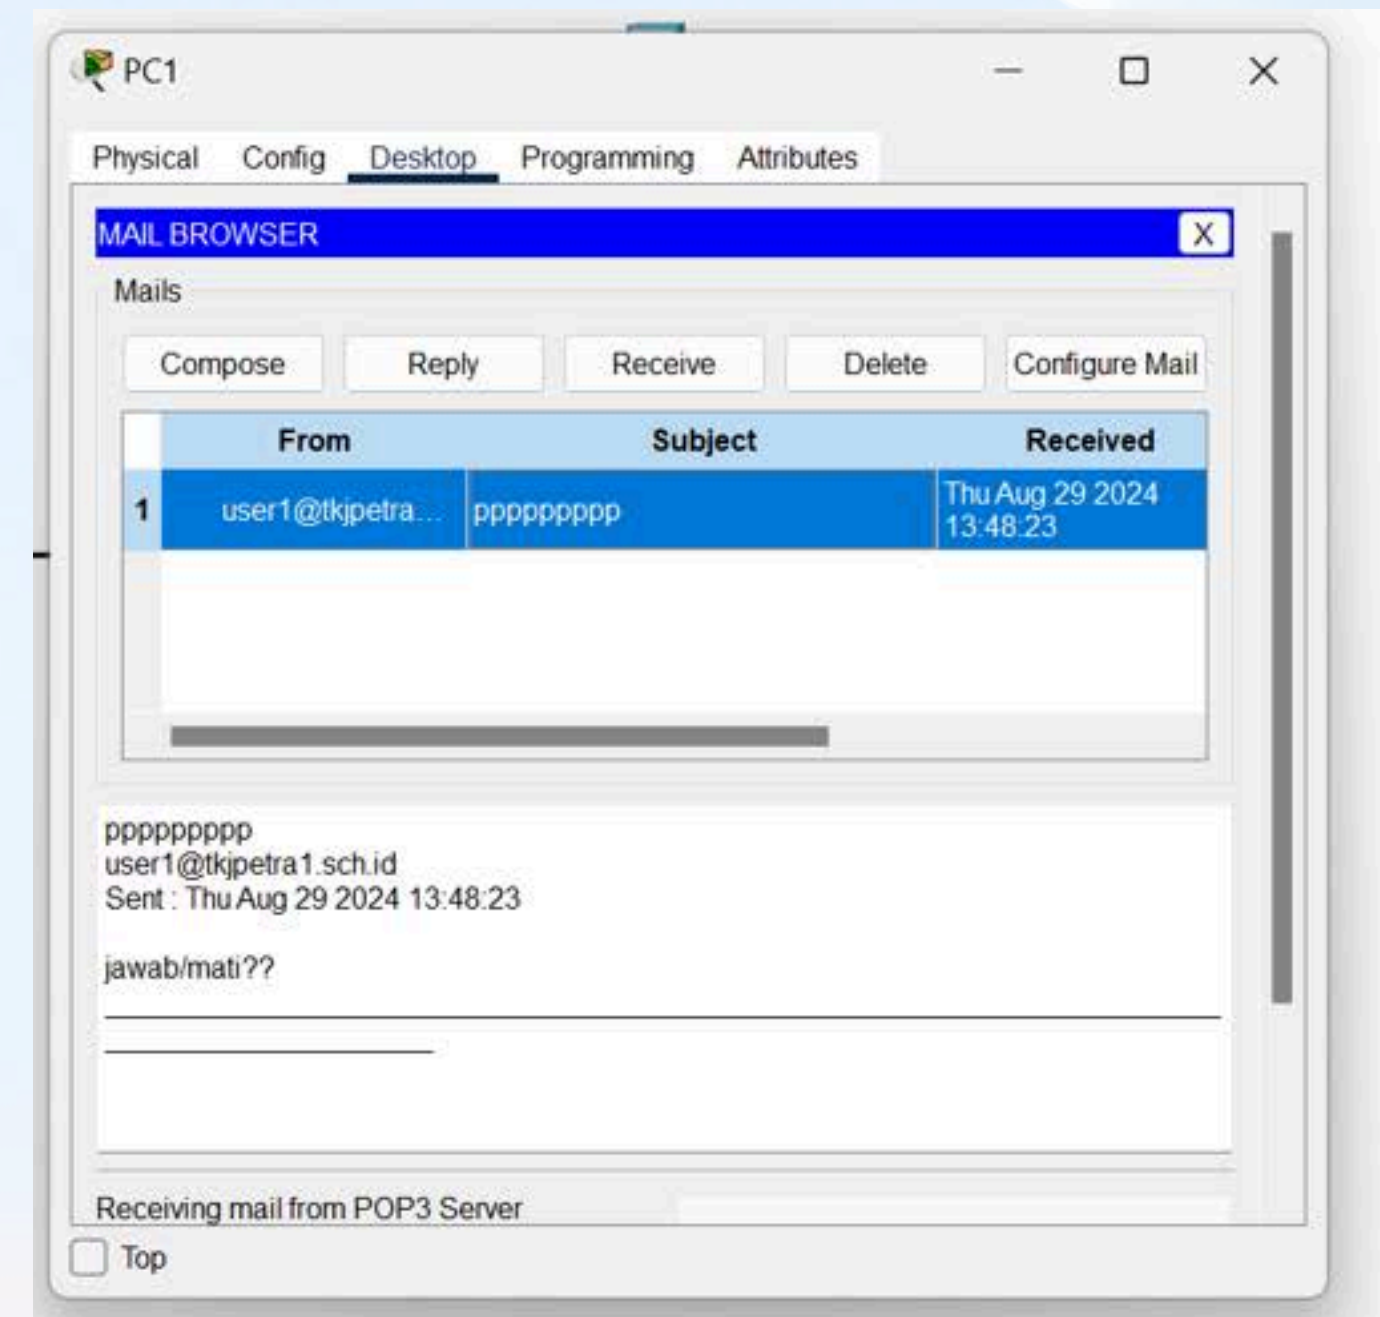 PC1
Physical Config Desktop Programming Attributes
MAIL BROWSER X
Mails
Compose Reply Receive Delete Configure Mail
From Subject Received
1 user1@tkjpetra... ppppppppp Thu Aug 29 2024
13:48:23
ppppppppp
user1@tkjpetra1.sch.id
Sent : Thu Aug 29 2024 13:48:23
jawab/mati??
Receiving mail from POP3 Server
Top